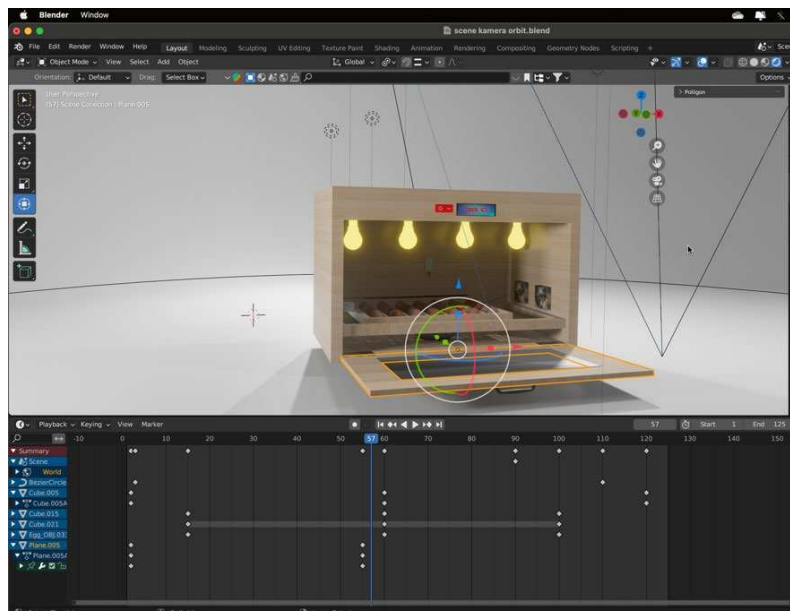 Blender Window
scene kamera orbit.blend
File Edit Render Window Help Layout Modeling Sculpting UV Editing Texture Paint Shading Animation Rendering Compositing Geometry Nodes Scripting + Sce
Object Mode View Select Add Object Global
Orientation: Default Drag: Select Box Options
User Perspective
(57) Scene Collection | Plane.005
> Poliigon
Z
Playback Keying View Marker 57 Start 1 End 125
-10 0 10 20 30 40 50 57 60 70 80 90 100 110 120 130 140 150
Summary
Scene
World
BezierCircle
Cube.005
Cube.005A
Cube.015
Cube.021
Egg_OBJ.03
Plane.005
Plane.005A